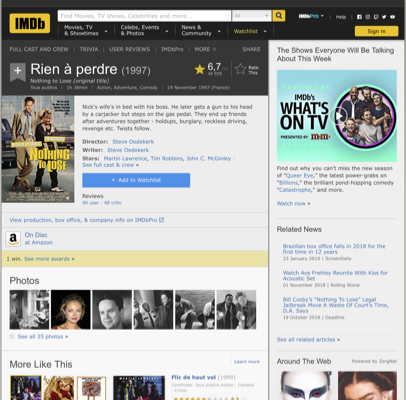 IMDb
Find Movies, TV shows, Celebrities and more...
All
IMDbPro
Help
Movies, TV & Showtimes
Celebs, Events & Photos
News & Community
Watchlist
Sign in
FULL CAST AND CREW | TRIVIA | USER REVIEWS | IMDbPro | MORE
SHARE
Rien à perdre (1997)
Nothing to Lose (original title)
Tous publics | 1h 38min | Action, Adventure, Comedy | 19 November 1997 (France)
6,7
/10
Rate This
NOTHING TO LOSE
Nick's wife's in bed with his boss. He later gets a gun to his head
by a carjacker but steps on the gas pedal. They end up friends
after adventures together - holdups, burglary, reckless driving,
revenge etc. Twists follow.
Director: Steve Oedekerk
Writer: Steve Oedekerk
Stars: Martin Lawrence, Tim Robbins, John C. McGinley |
See full cast & crew »
+ Add to Watchlist
Reviews
90 user | 48 critic
View production, box office, & company info on IMDbPro
a
On Disc
at Amazon
1 win. See more awards »
Photos
See all 35 photos »
More Like This
Learn more
Flic de haut vol (1999)
The Shows Everyone Will Be Talking
About This Week
IMDb's
WHAT'S
ON TV
PRESENTED BY
Find out why you can't miss the new season
of "Queer Eye," the latest power-grabs on
"Billions," the brilliant pond-hopping comedy
"Catastrophe," and more.
Watch now »
Related News
Brazilian box office falls in 2018 for the
first time in 12 years
23 January 2019 | ScreenDaily
Watch Ace Frehley Reunite With Kiss for
Acoustic Set
01 November 2018 | Rolling Stone
Bill Cosby's "Nothing to Lose" Legal
Jailbreak Move A Waste Of Court's Time,
D.A. Says
19 October 2018 | Deadline
See all related articles »
Around The Web
Powered by ZergNet